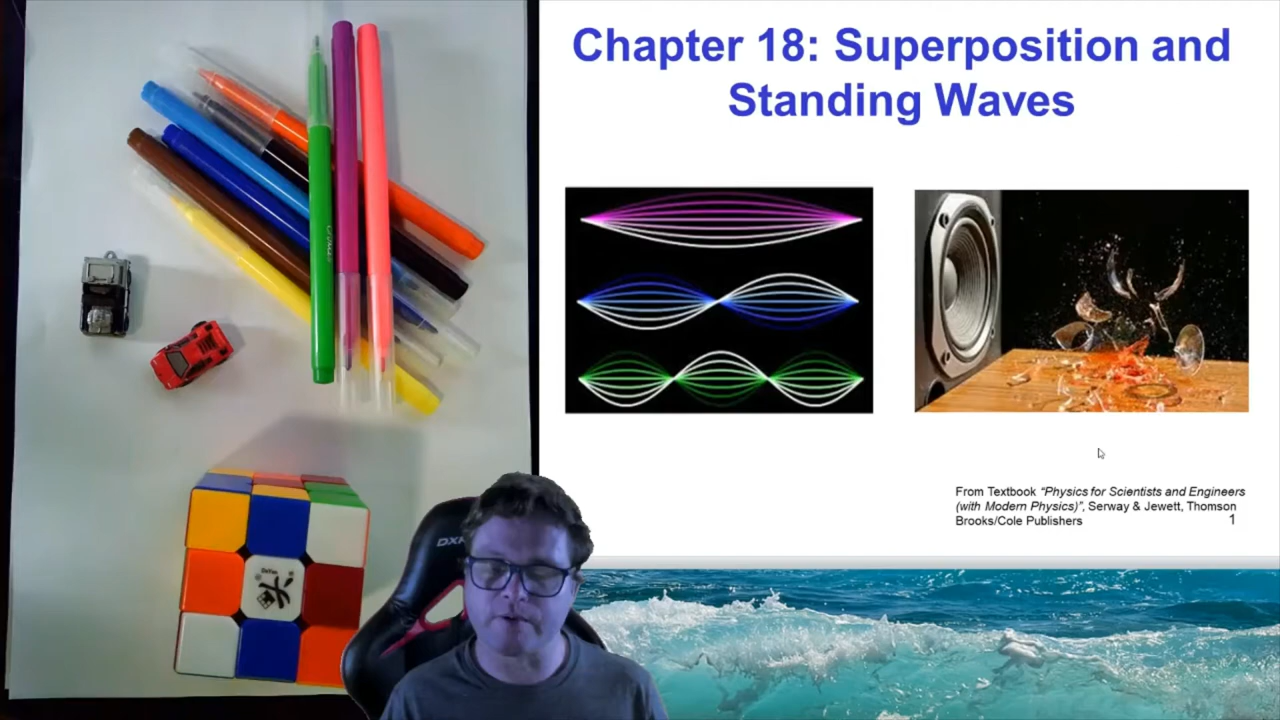 Chapter 18: Superposition and
Standing Waves
From Textbook “Physics for Scientists and Engineers
(with Modern Physics)”, Serway & Jewett, Thomson
Brooks/Cole Publishers
1